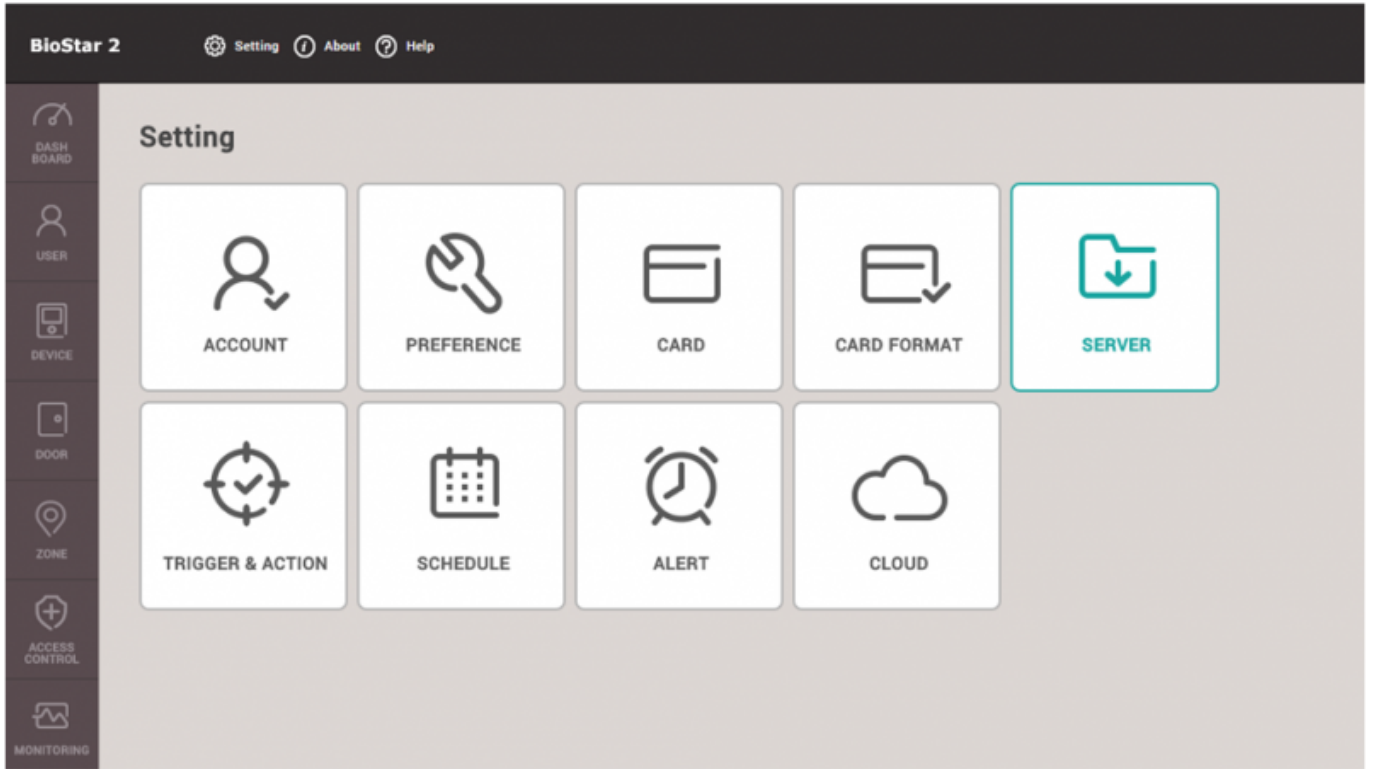 BioStar 2
Setting
About
Help
DASH
BOARD
USER
DEVICE
DOOR
ZONE
ACCESS
CONTROL
MONITORING
Setting
ACCOUNT
PREFERENCE
CARD
CARD FORMAT
SERVER
TRIGGER & ACTION
SCHEDULE
ALERT
CLOUD